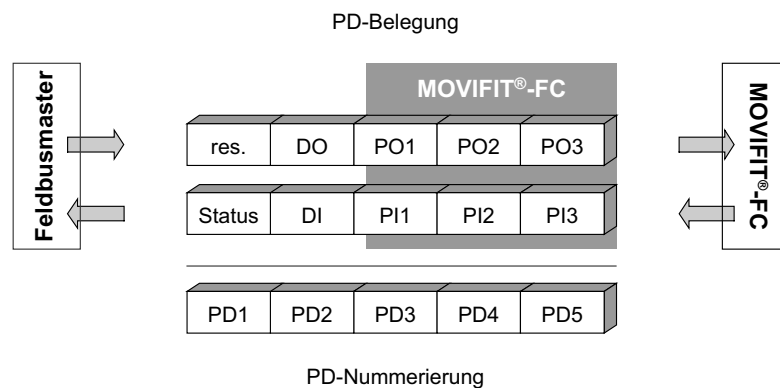 PD-Belegung
Feldbusmaster
MOVIFIT®-FC
MOVIFIT®-FC
res. DO PO1 PO2 PO3
Status DI PI1 PI2 PI3
PD1 PD2 PD3 PD4 PD5
PD-Nummerierung